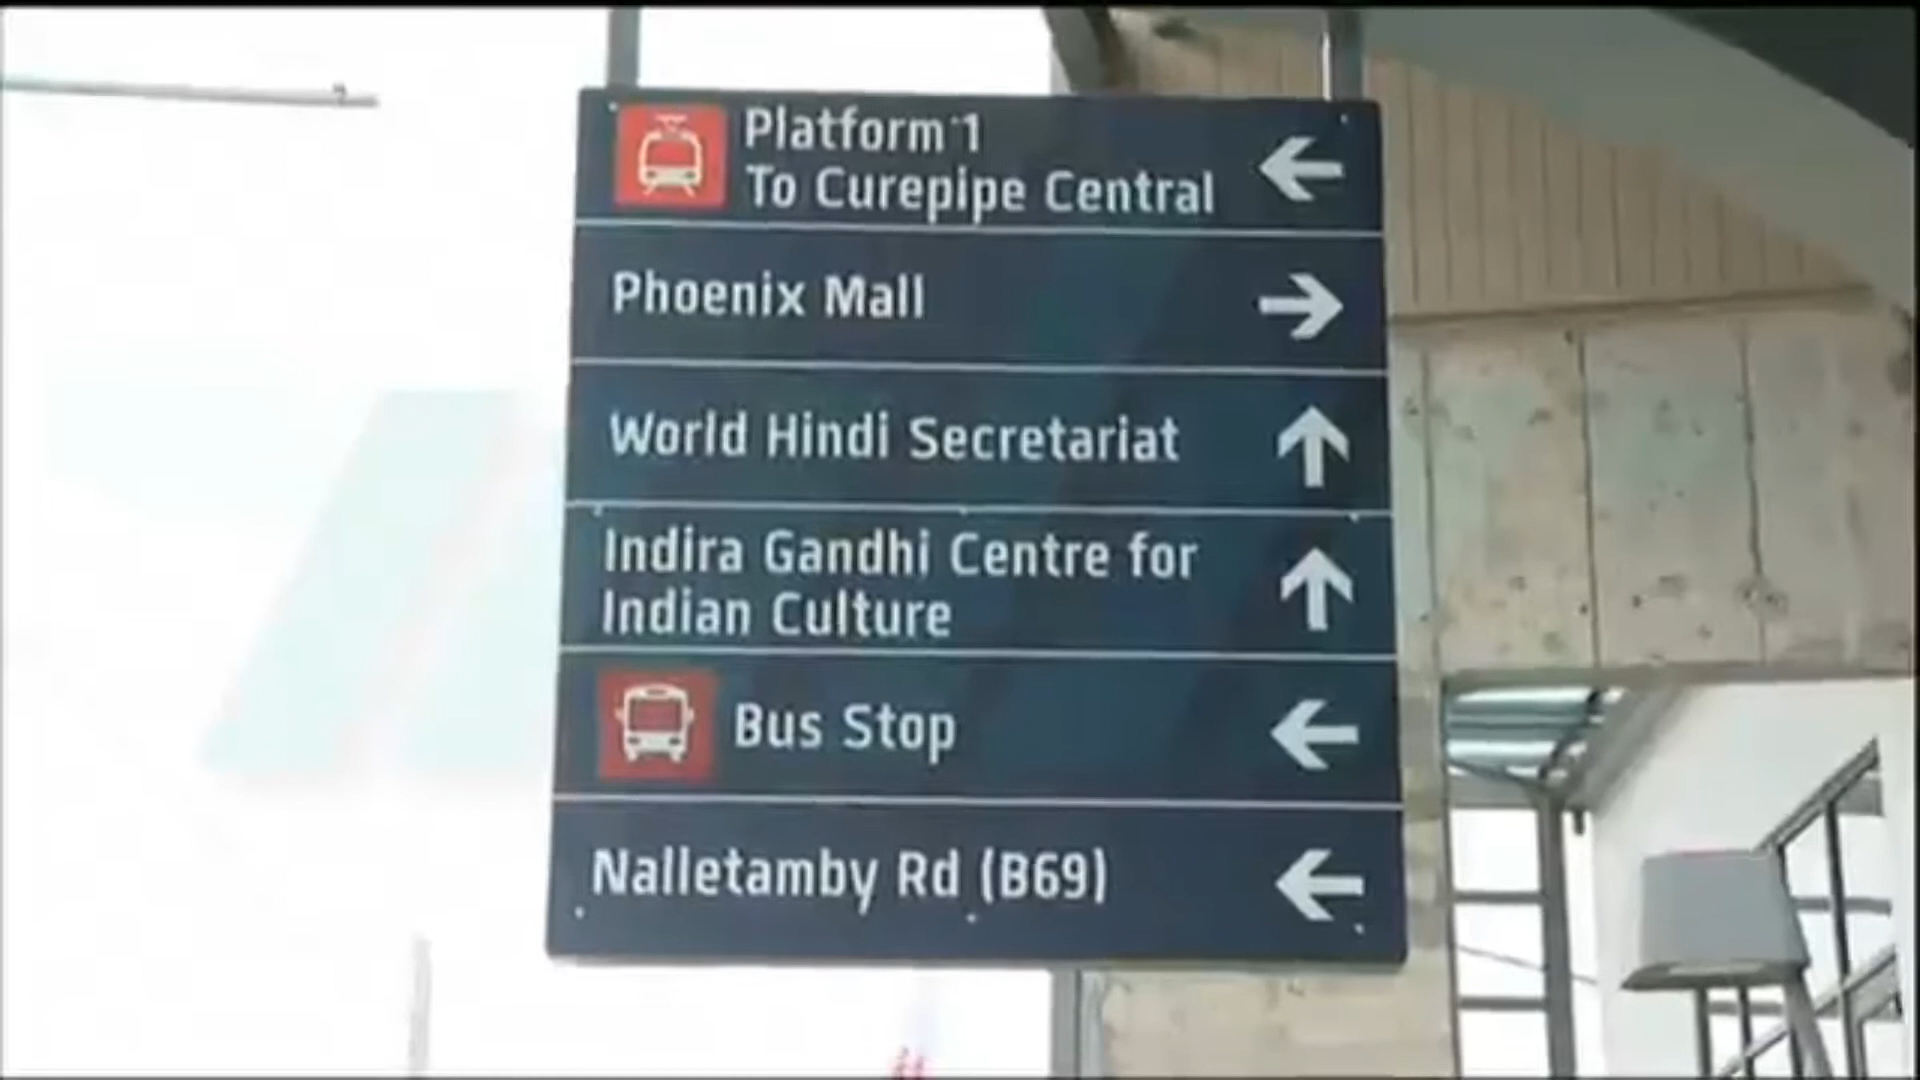 Platform 1
To Curepipe Central
Phoenix Mall
World Hindi Secretariat
Indira Gandhi Centre for
Indian Culture
Bus Stop
Nalletamby Rd (B69)